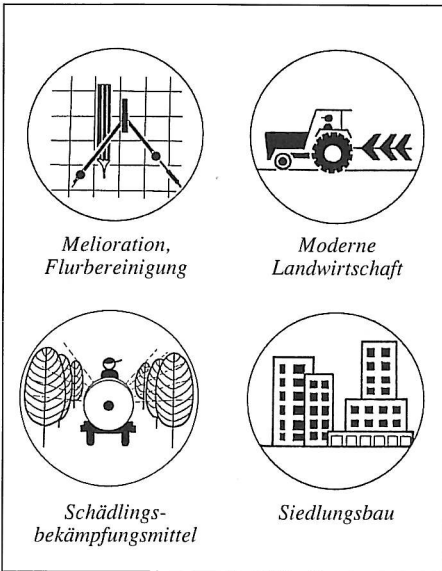 Melioration,
Flurbereinigung
Moderne
Landwirtschaft
Schädlings-
bekämpfungsmittel
Siedlungsbau